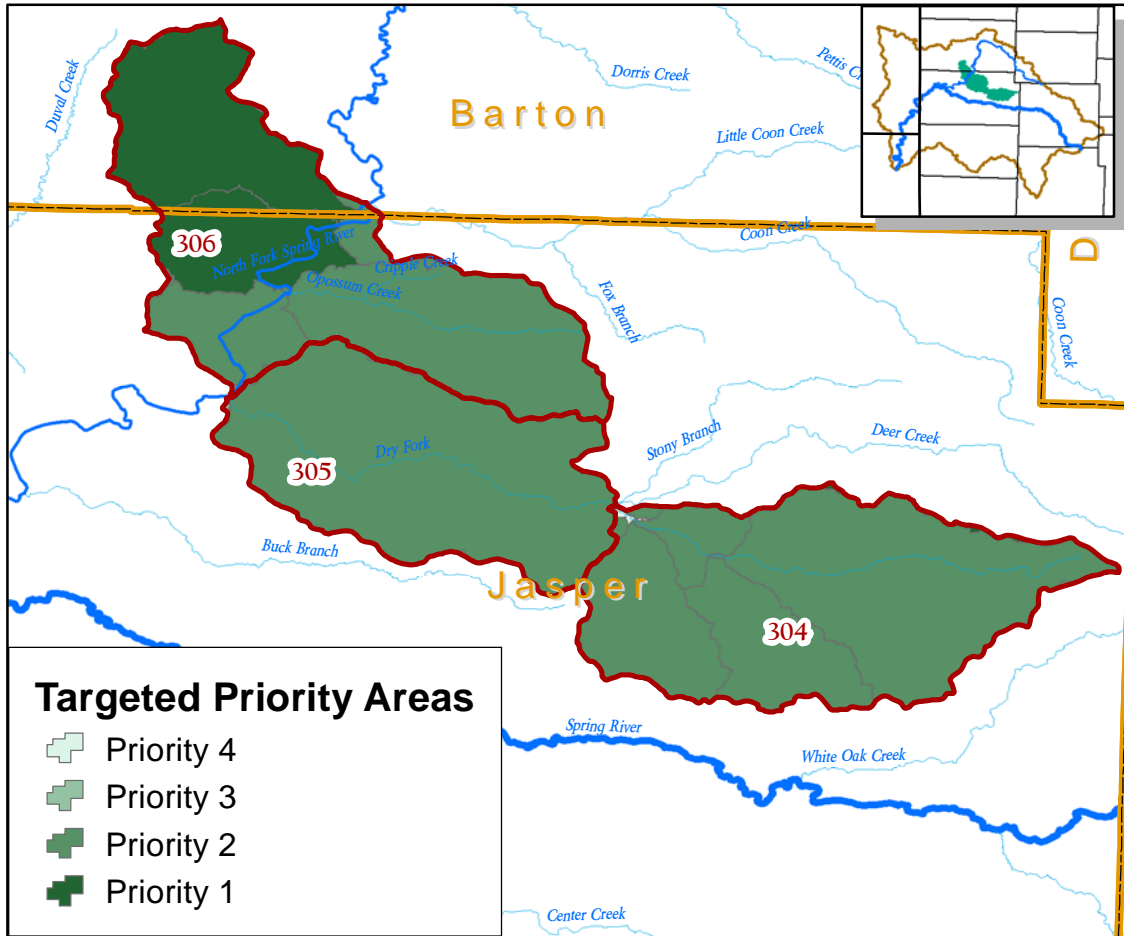 Duval Creek
Dorris Creek
Pettis C
Barton
Little Coon Creek
Coon Creek
306
North Fork Spring River
Cripple Creek
Opossum Creek
Fox Branch
D
Coon Creek
Stony Branch
Deer Creek
Dry Fork
305
Buck Branch
Jasper
304
Targeted Priority Areas
Priority 4
Priority 3
Priority 2
Priority 1
Spring River
White Oak Creek
Center Creek